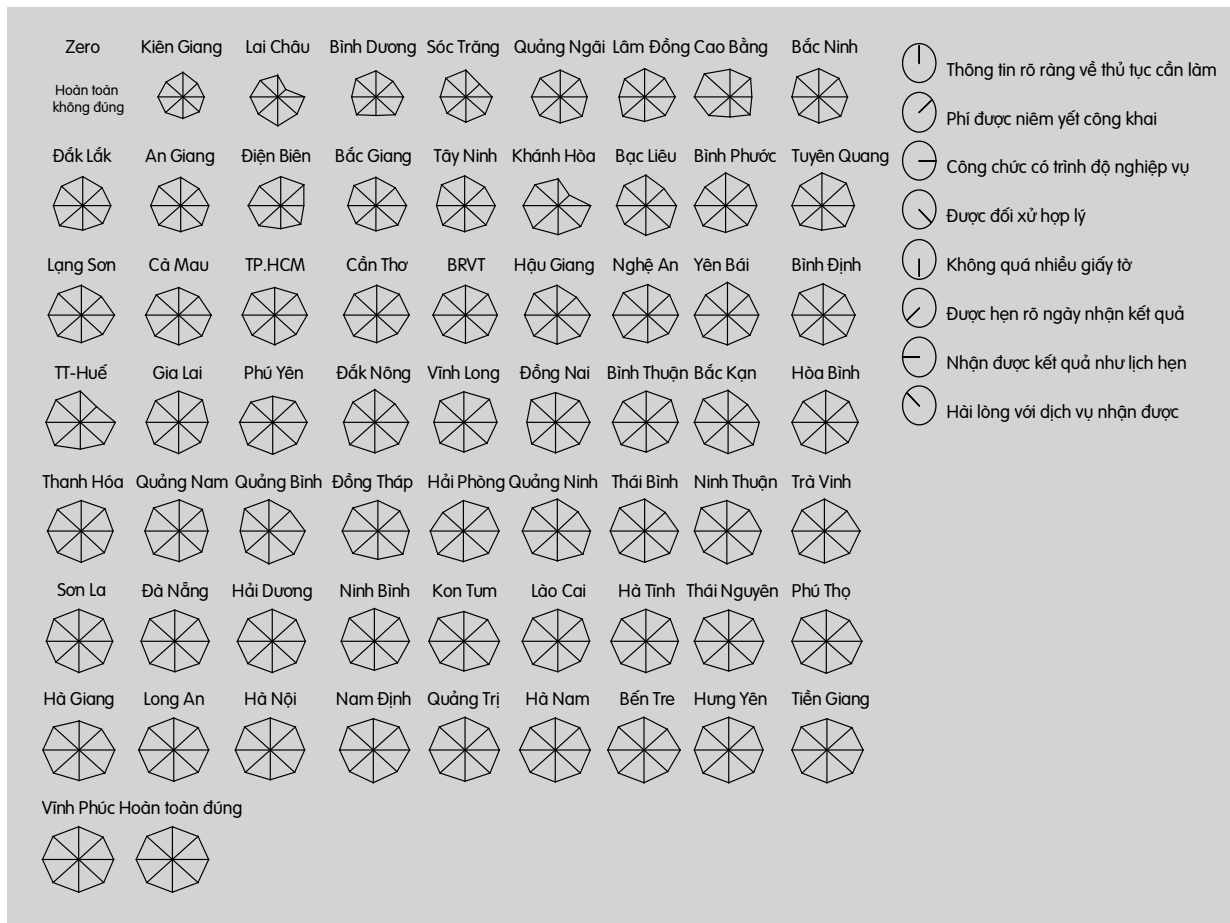 Zero Kiên Giang Lai Châu Bình Dương Sóc Trăng Quảng Ngãi Lâm Đồng Cao Bằng Bắc Ninh
Hoàn toàn
không đúng
Đắk Lắk An Giang Điện Biên Bắc Giang Tây Ninh Khánh Hòa Bạc Liêu Bình Phước Tuyên Quang
Lạng Sơn Cà Mau TP.HCM Cần Thơ BRVT Hậu Giang Nghệ An Yên Bái Bình Định
TT-Huế Gia Lai Phú Yên Đắk Nông Vĩnh Long Đồng Nai Bình Thuận Bắc Kạn Hòa Bình
Thanh Hóa Quảng Nam Quảng Bình Đồng Tháp Hải Phòng Quảng Ninh Thái Bình Ninh Thuận Trà Vinh
Sơn La Đà Nẵng Hải Dương Ninh Bình Kon Tum Lào Cai Hà Tĩnh Thái Nguyên Phú Thọ
Hà Giang Long An Hà Nội Nam Định Quảng Trị Hà Nam Bến Tre Hưng Yên Tiền Giang
Vĩnh Phúc Hoàn toàn đúng
Thông tin rõ ràng về thủ tục cần làm
Phí được niêm yết công khai
Công chức có trình độ nghiệp vụ
Được đối xử hợp lý
Không quá nhiều giấy tờ
Được hẹn rõ ngày nhận kết quả
Nhận được kết quả như lịch hẹn
Hài lòng với dịch vụ nhận được